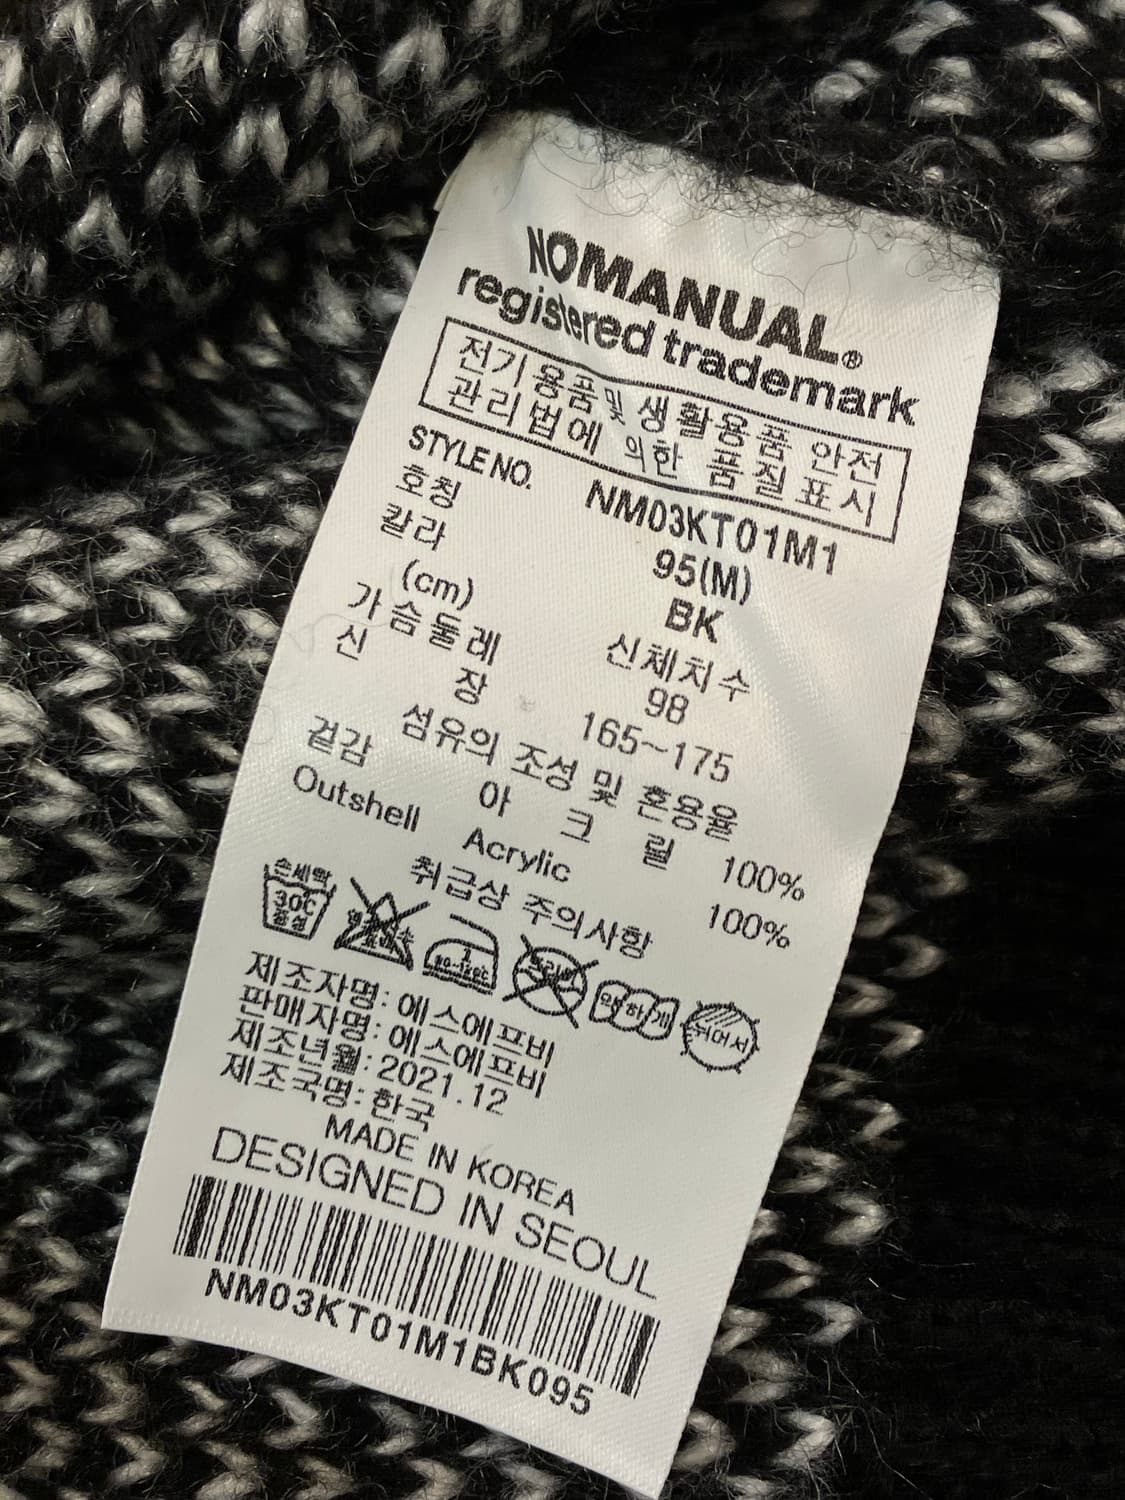 NOMANUAL®
registered trademark
전기용품및생활용품 안전
관리법에 의한 품질표시
STYLE NO. NM03KT01M1
호칭 95(M)
칼라 BK
(cm) 신체치수
가슴둘레 98
신 장 165~175
섬유의 조성 및 혼용율
겉감 아 크 릴 100%
Outshell Acrylic 100%
취급상 주의사항
손세탁
30℃
중성
약하게
뉘어서
제조자명: 에스에프비
판매자명: 에스에프비
제조년월: 2021.12
제조국명: 한국
MADE IN KOREA
DESIGNED IN SEOUL
NM03KT01M1BK095